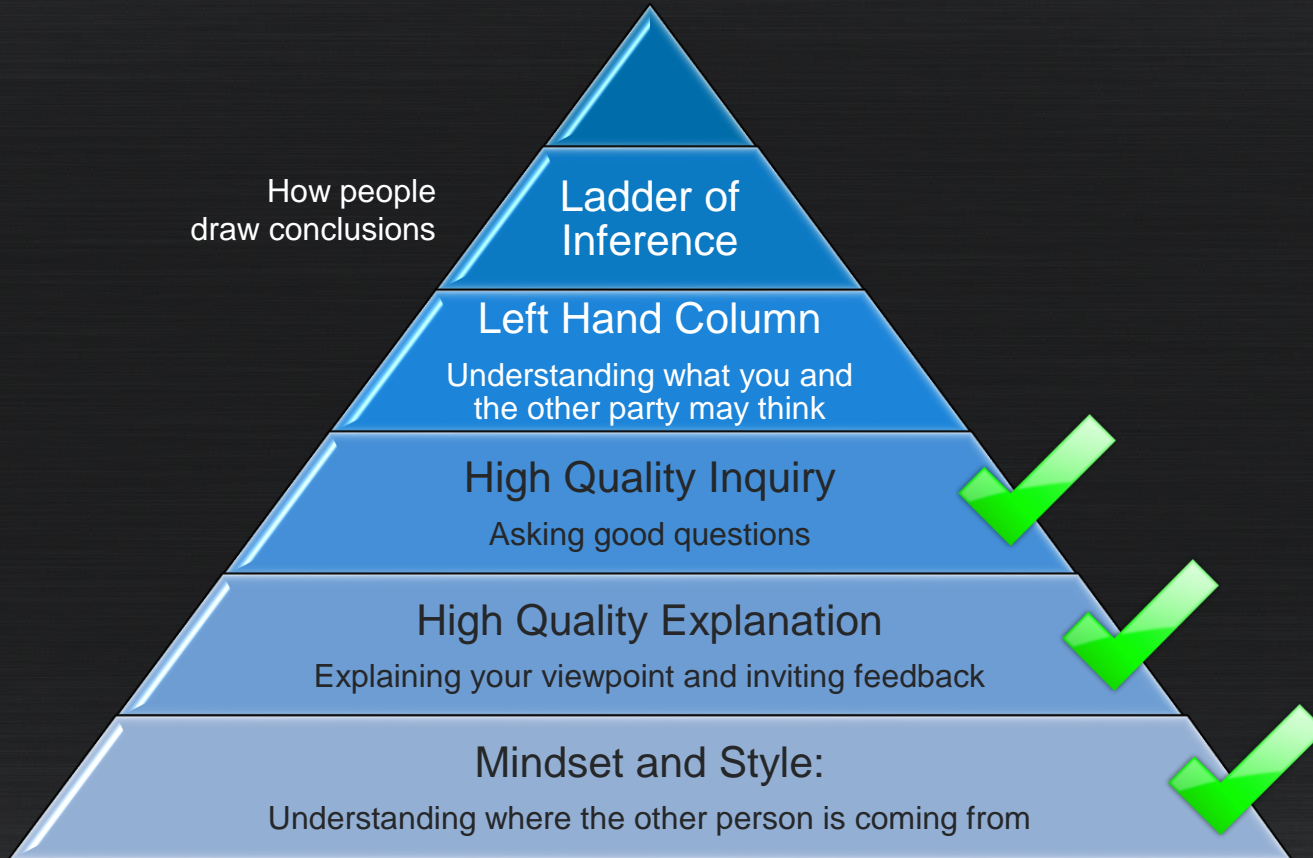 How people
draw conclusions
Ladder of
Inference
Left Hand Column
Understanding what you and
the other party may think
High Quality Inquiry
Asking good questions
High Quality Explanation
Explaining your viewpoint and inviting feedback
Mindset and Style:
Understanding where the other person is coming from